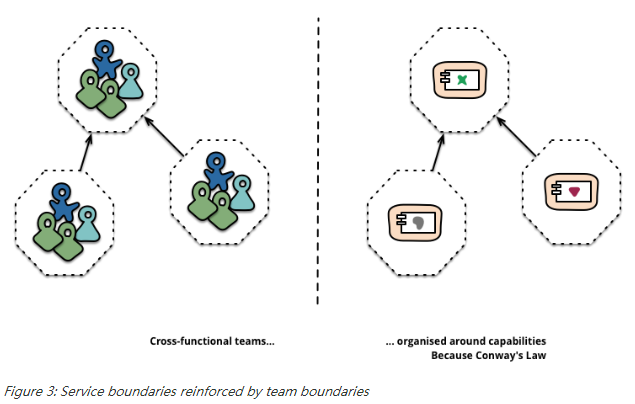 Cross-functional teams...
... organised around capabilities
Because Conway's Law
Figure 3: Service boundaries reinforced by team boundaries